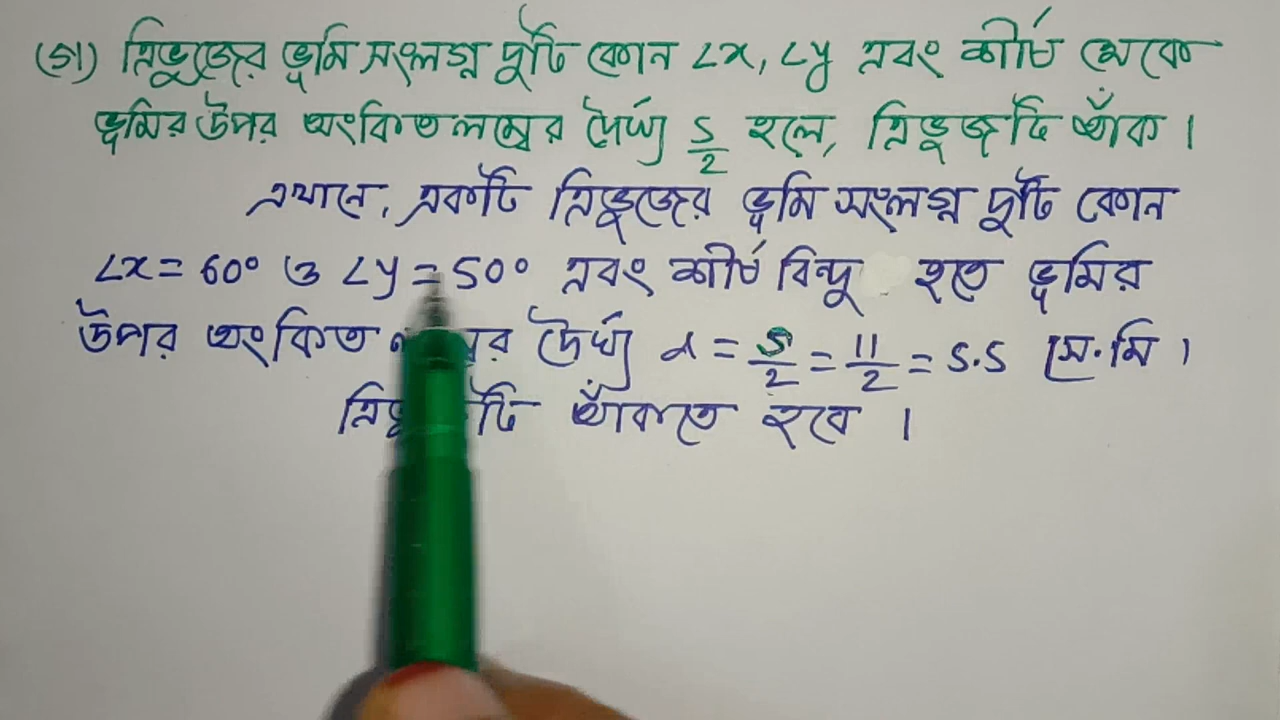 (গ) ত্রিভুজের ভূমি সংলগ্ন দুটি কোন ∠x, ∠y এবং শীর্ষ থেকে
ভূমির উপর অংকিত লম্বের দৈর্ঘ্য S/2 হলে, ত্রিভুজটি আঁক।
এখানে, একটি ত্রিভুজের ভূমি সংলগ্ন দুটি কোন
∠x = 60° ও ∠y = 50° এবং শীর্ষ বিন্দু হতে ভূমির
উপর অংকিত দৈর্ঘ্য d = S/2 = 11/2 = 5.5 সে.মি।
আঁকতে হবে।